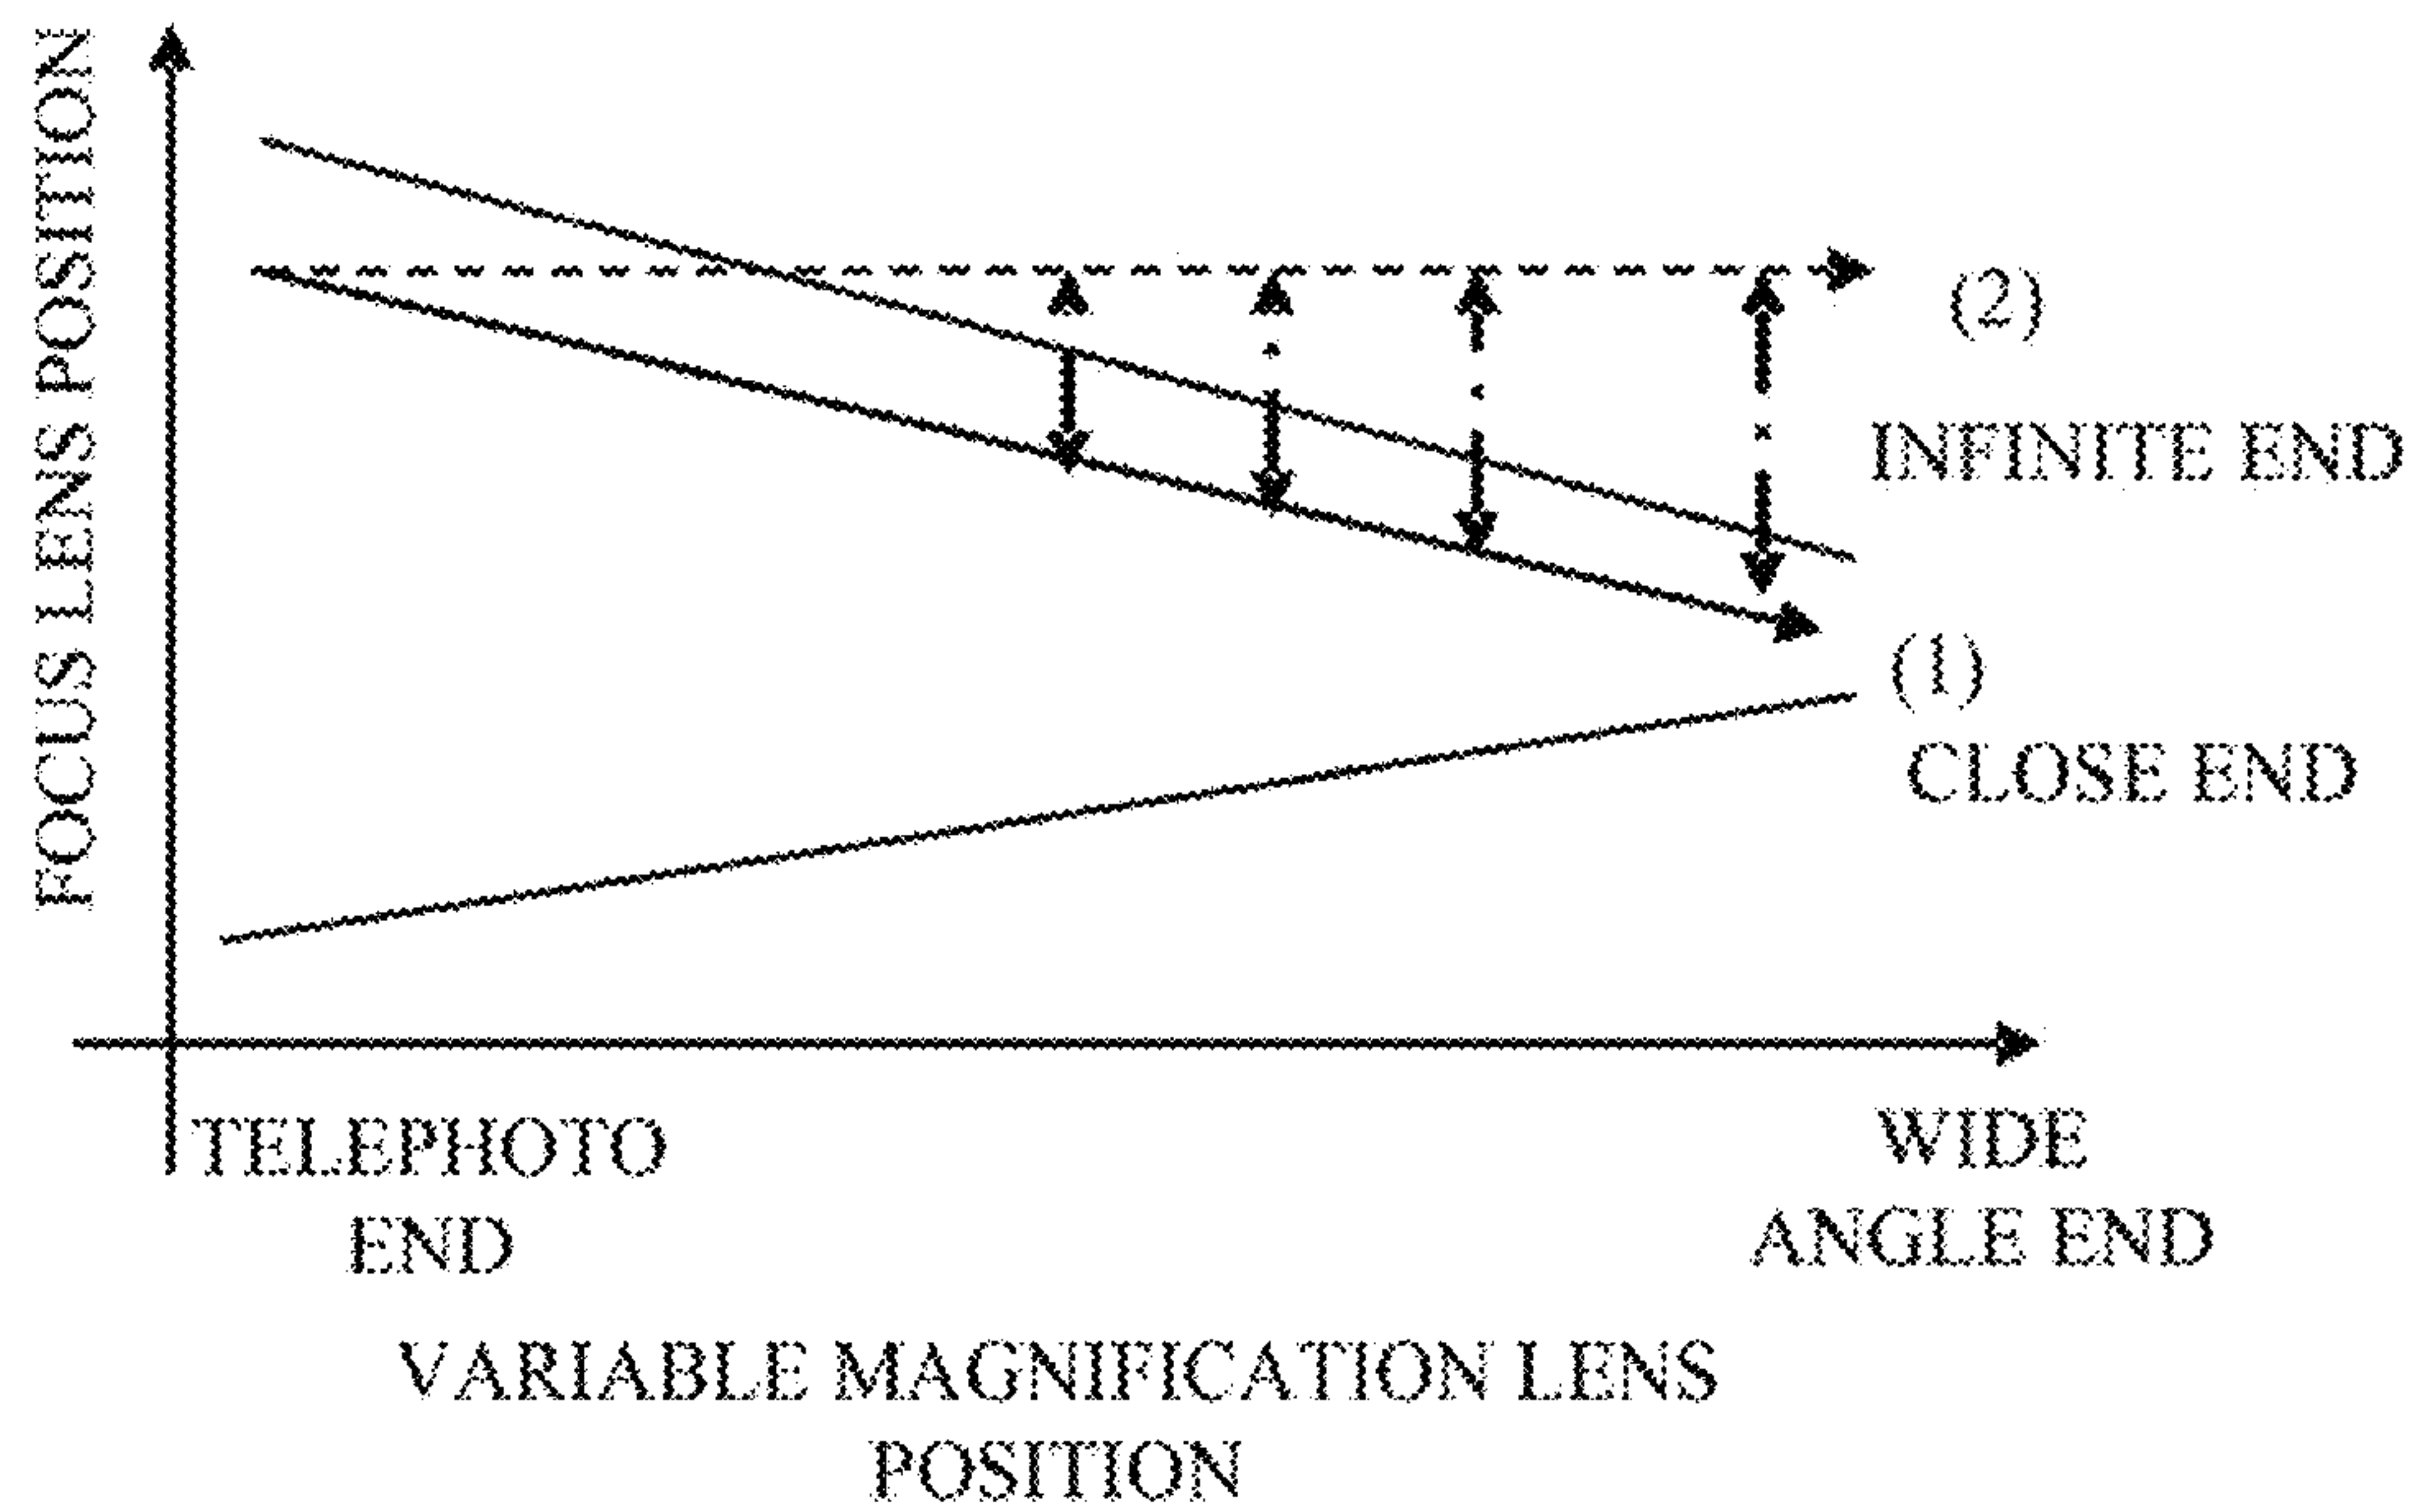 FOCUS LENS POSITION
(2)
INFINITE END
(1)
CLOSE END
TELEPHOTO
END
WIDE
ANGLE END
VARIABLE MAGNIFICATION LENS
POSITION